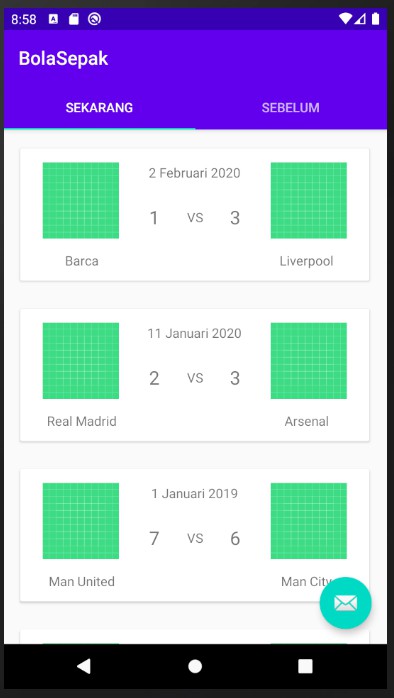 8:58
BolaSepak
SEKARANG SEBELUM
2 Februari 2020
1 VS 3
Barca Liverpool
11 Januari 2020
2 VS 3
Real Madrid Arsenal
1 Januari 2019
7 VS 6
Man United Man City